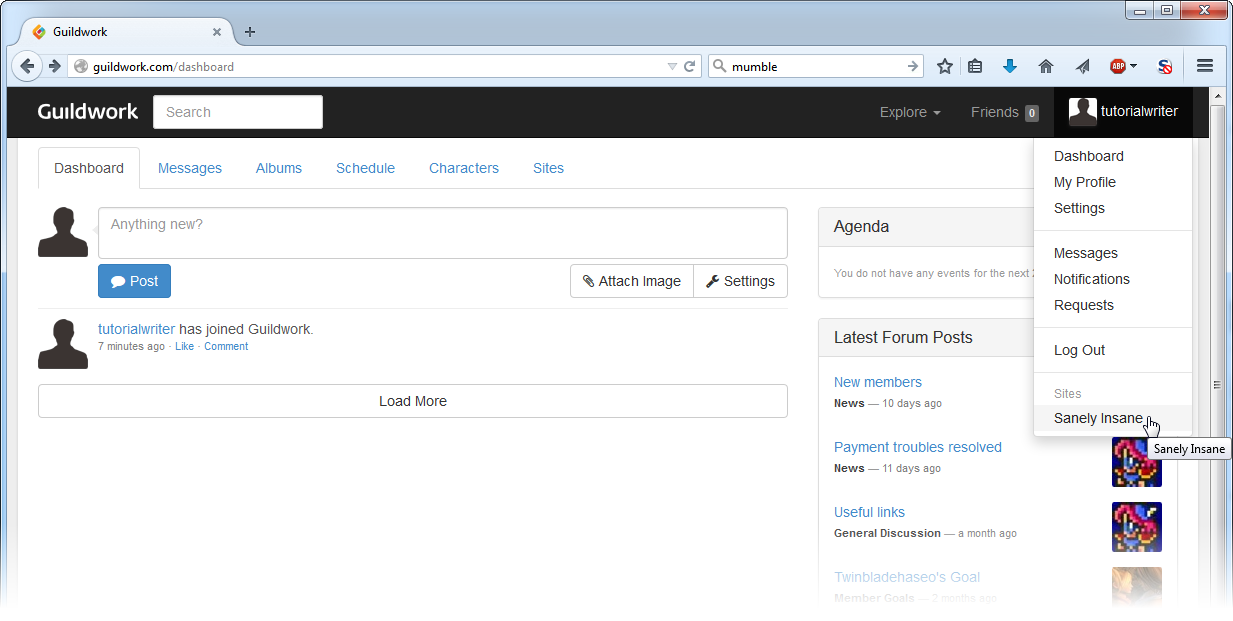 Guildwork
guildwork.com/dashboard
mumble
ABP
Guildwork
Search
Explore
Friends 0
tutorialwriter
Dashboard
Messages
Albums
Schedule
Characters
Sites
Anything new?
Post
Attach Image
Settings
tutorialwriter has joined Guildwork.
7 minutes ago · Like · Comment
Load More
Agenda
You do not have any events for the next
Latest Forum Posts
New members
News — 10 days ago
Payment troubles resolved
News — 11 days ago
Useful links
General Discussion — a month ago
Twinbladehaseo's Goal
Member Goals — 2 months ago
Dashboard
My Profile
Settings
Messages
Notifications
Requests
Log Out
Sites
Sanely Insane
Sanely Insane